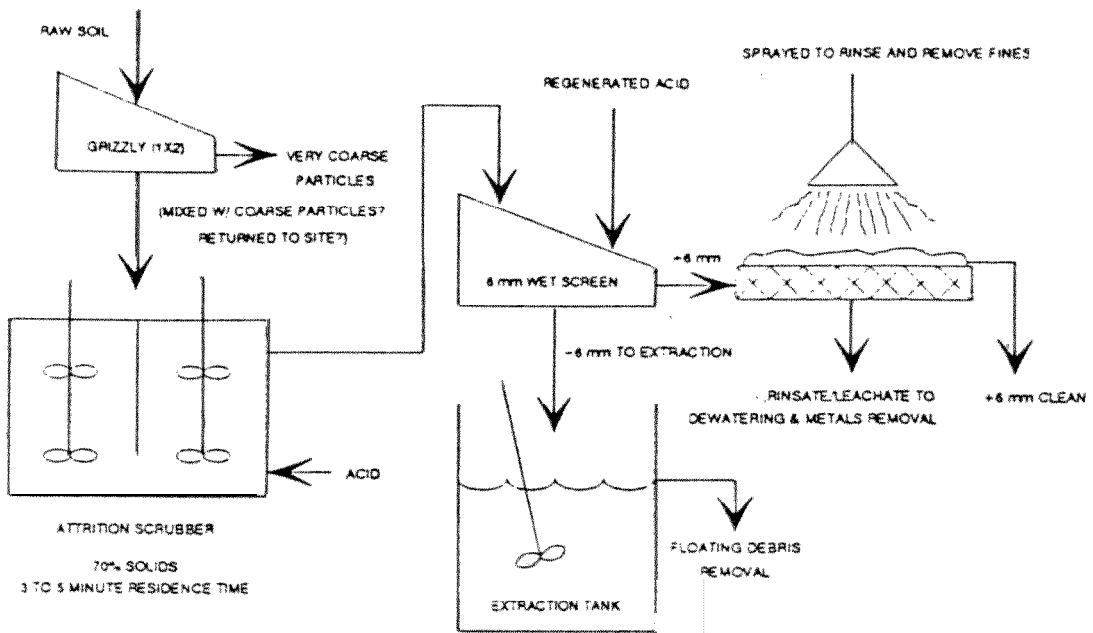 RAW SOIL
GRIZZLY (1X2)
VERY COARSE
PARTICLES
(MIXED W/ COARSE PARTICLES?
RETURNED TO SITE?)
ACID
ATTRITION SCRUBBER
70% SOLIDS
3 TO 5 MINUTE RESIDENCE TIME
REGENERATED ACID
6 mm WET SCREEN
+6 mm
-6 mm TO EXTRACTION
SPRAYED TO RINSE AND REMOVE FINES
RINSATE/LEACHATE TO
DEWATERING & METALS REMOVAL
+6 mm CLEAN
FLOATING DEBRIS
REMOVAL
EXTRACTION TANK